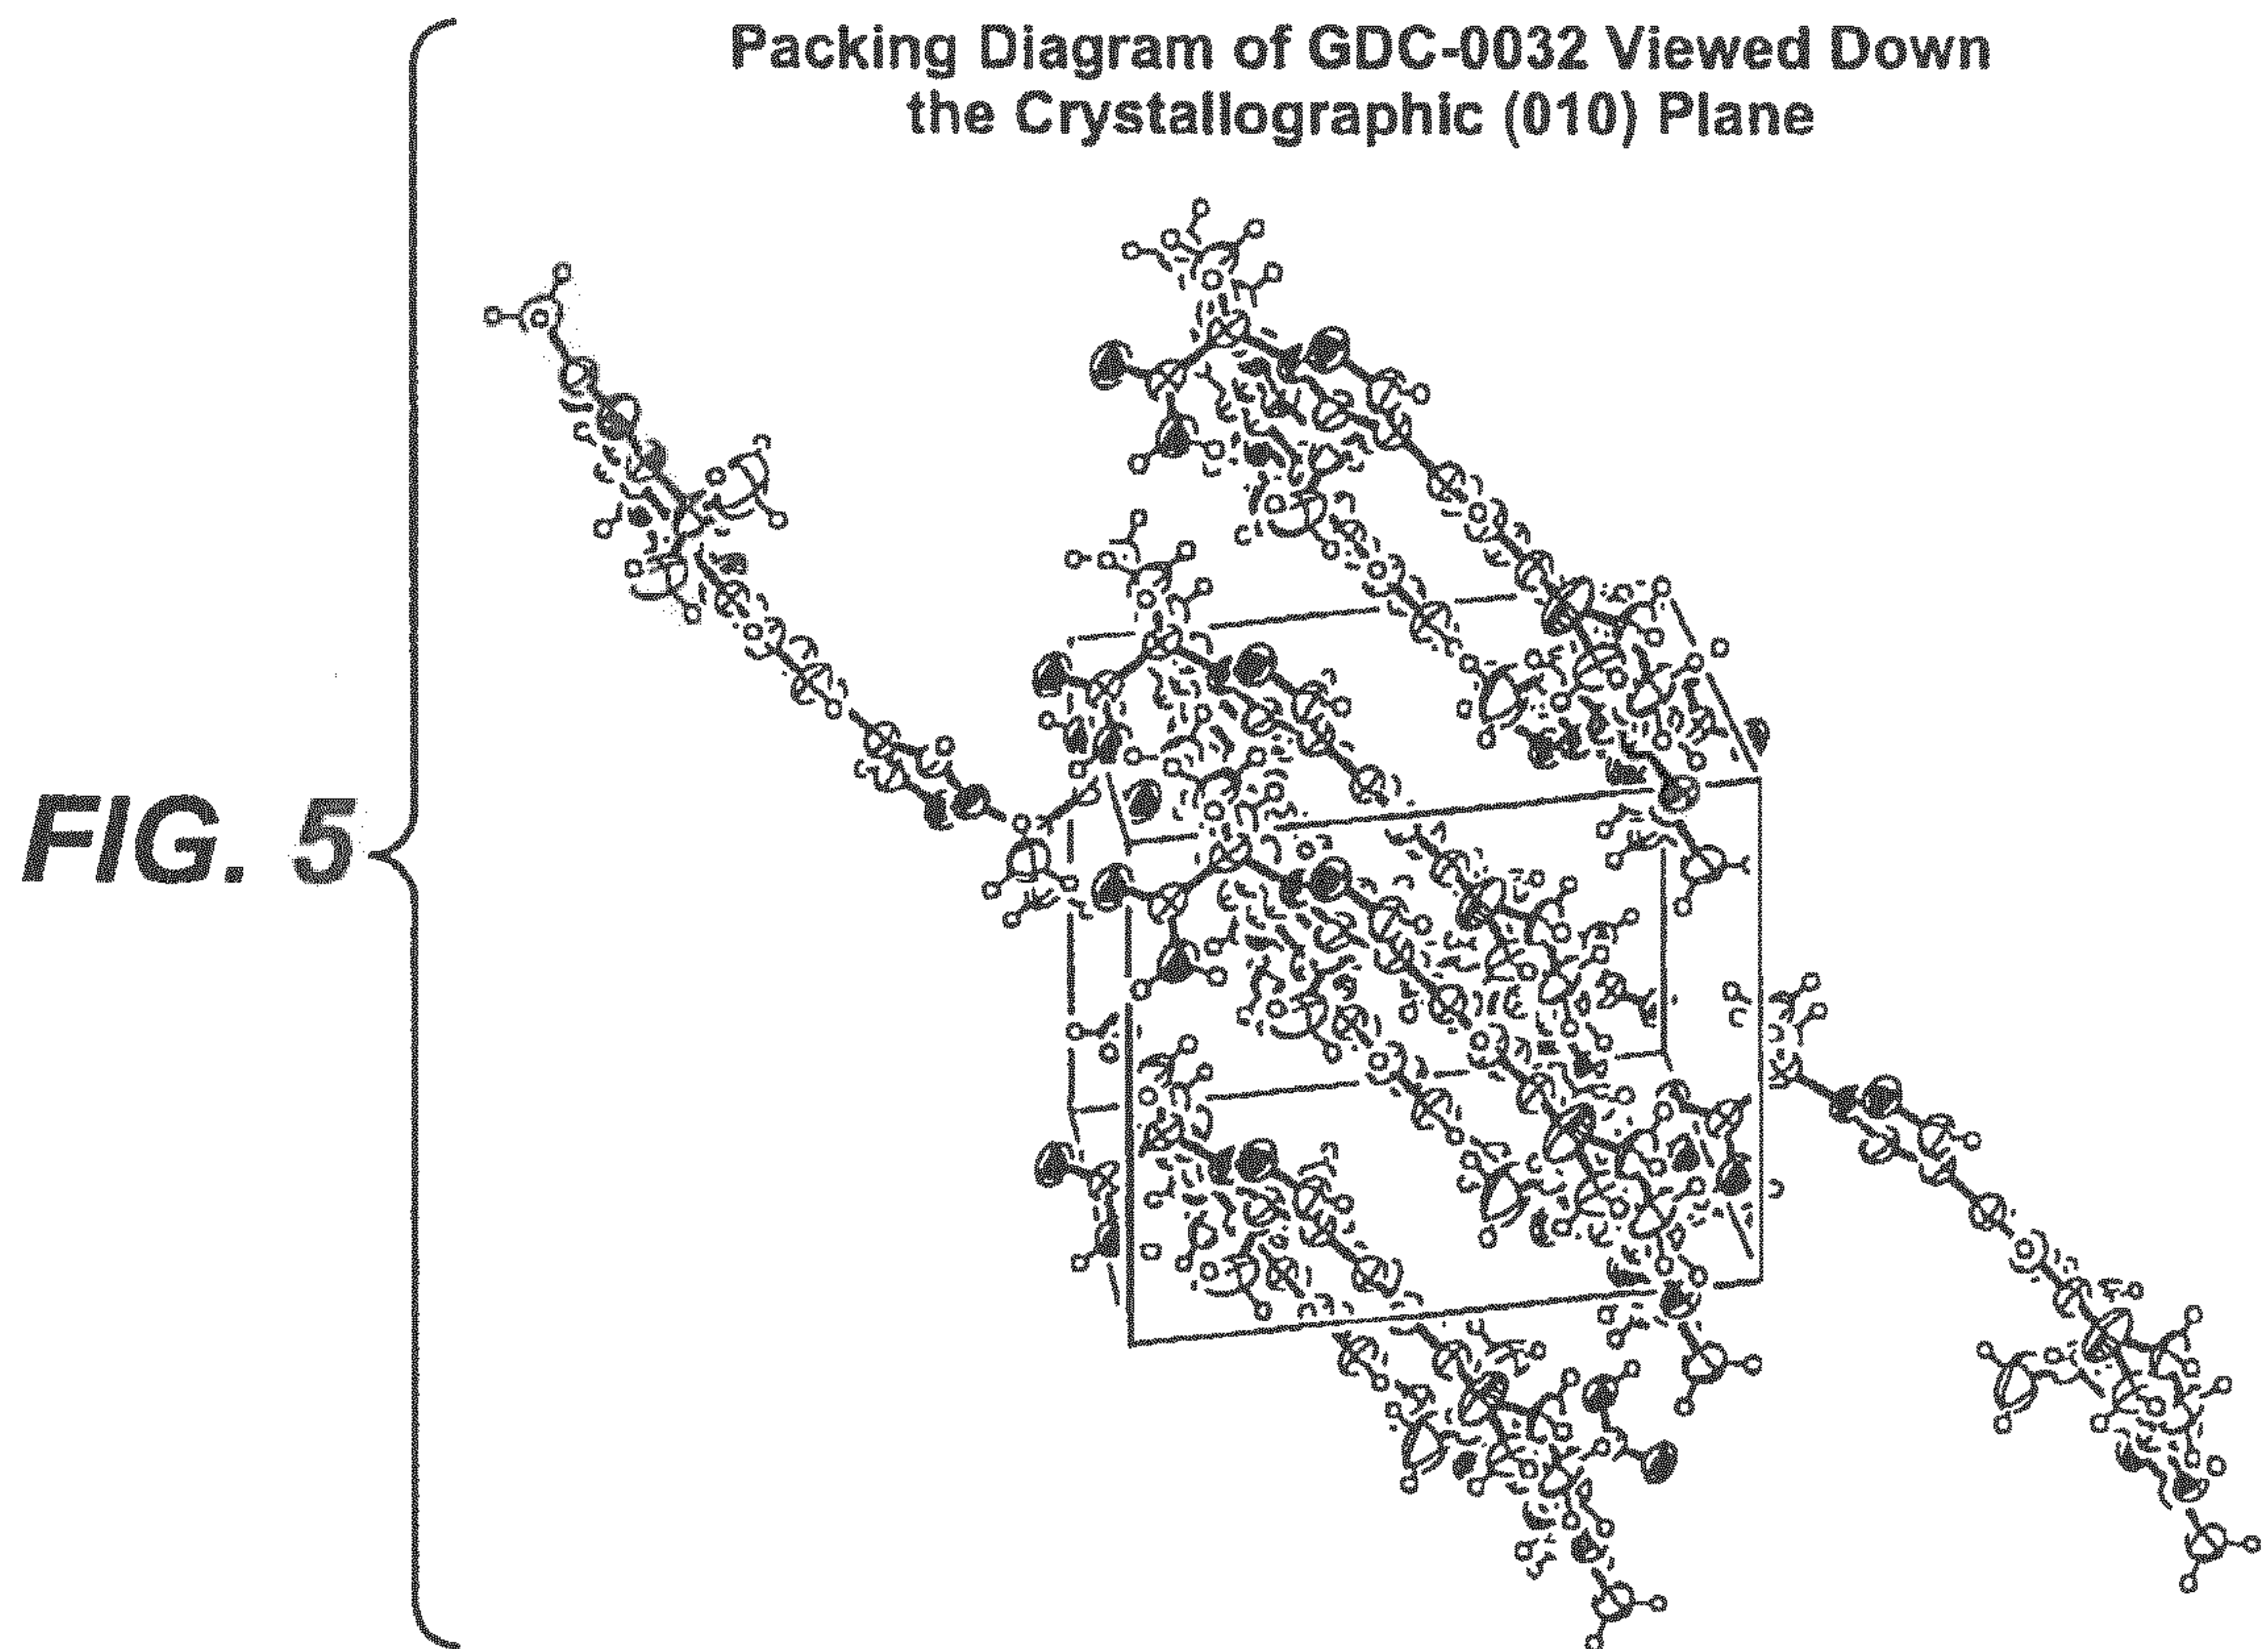 Packing Diagram of GDC-0032 Viewed Down
the Crystallographic (010) Plane
FIG. 5